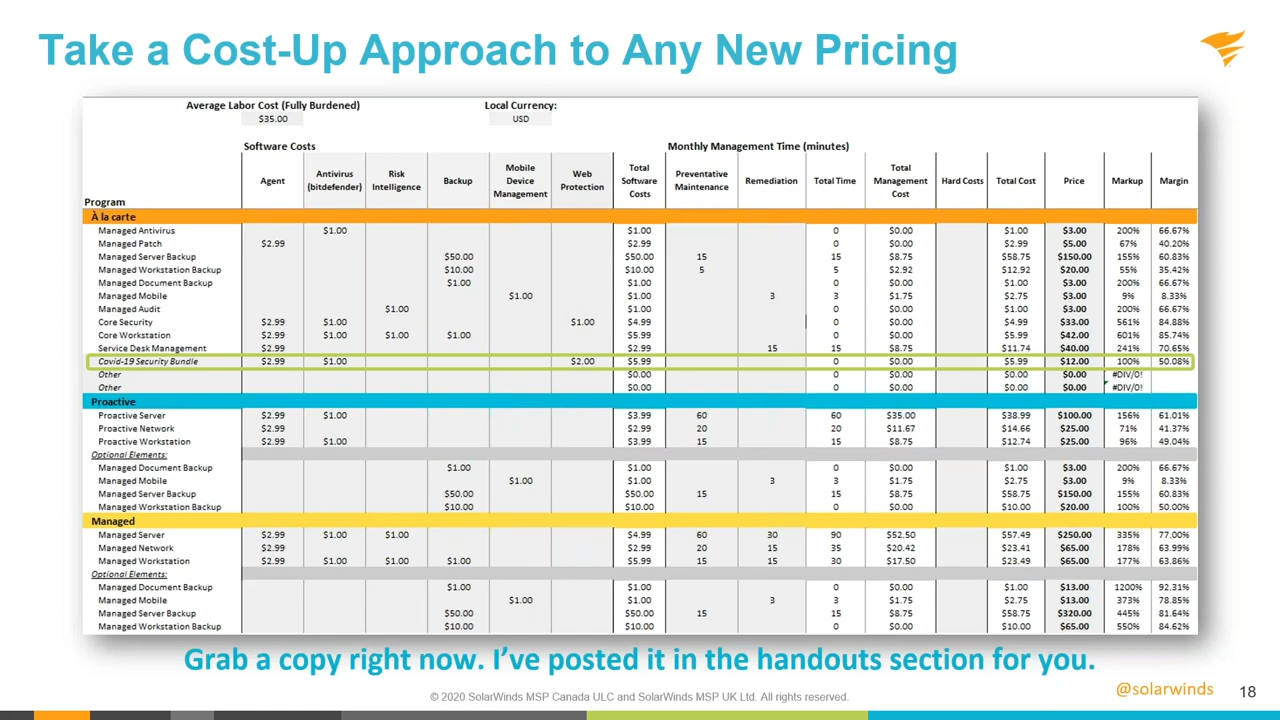 Take a Cost-Up Approach to Any New Pricing
Average Labor Cost (Fully Burdened) Local Currency:
$35.00 USD
Software Costs Monthly Management Time (minutes)
Program Agent Antivirus (bitdefender) Risk Intelligence Backup Mobile Device Management Web Protection Total Software Costs Preventative Maintenance Remediation Total Time Total Management Cost Hard Costs Total Cost Price Markup Margin
À la carte
Managed Antivirus $1.00 $1.00 0 $0.00 $1.00 $3.00 200% 66.67%
Managed Patch $2.99 $2.99 0 $0.00 $2.99 $5.00 67% 40.20%
Managed Server Backup $50.00 $50.00 15 15 $8.75 $58.75 $150.00 155% 60.83%
Managed Workstation Backup $10.00 $10.00 5 5 $2.92 $12.92 $20.00 55% 35.42%
Managed Document Backup $1.00 $1.00 0 $0.00 $1.00 $3.00 200% 66.67%
Managed Mobile $1.00 $1.00 3 3 $1.75 $2.75 $3.00 9% 8.33%
Managed Audit $1.00 $1.00 0 $0.00 $1.00 $3.00 200% 66.67%
Core Security $2.99 $1.00 $1.00 $4.99 0 $0.00 $4.99 $33.00 561% 84.88%
Core Workstation $2.99 $1.00 $1.00 $1.00 $5.99 0 $0.00 $5.99 $42.00 601% 85.74%
Service Desk Management $2.99 $2.99 15 15 $8.75 $11.74 $40.00 241% 70.65%
Covid-19 Security Bundle $2.99 $1.00 $2.00 $5.99 0 $0.00 $5.99 $12.00 100% 50.08%
Other $0.00 0 $0.00 $0.00 $0.00 #DIV/0!
Other $0.00 0 $0.00 $0.00 $0.00 #DIV/0!
Proactive
Proactive Server $2.99 $1.00 $3.99 60 60 $35.00 $38.99 $100.00 156% 61.01%
Proactive Network $2.99 $2.99 20 20 $11.67 $14.66 $25.00 71% 41.37%
Proactive Workstation $2.99 $1.00 $3.99 15 15 $8.75 $12.74 $25.00 96% 49.04%
Optional Elements:
Managed Document Backup $1.00 $1.00 0 $0.00 $1.00 $3.00 200% 66.67%
Managed Mobile $1.00 $1.00 3 3 $1.75 $2.75 $3.00 9% 8.33%
Managed Server Backup $50.00 $50.00 15 15 $8.75 $58.75 $150.00 155% 60.83%
Managed Workstation Backup $10.00 $10.00 0 $0.00 $10.00 $20.00 100% 50.00%
Managed
Managed Server $2.99 $1.00 $1.00 $4.99 60 30 90 $52.50 $57.49 $250.00 335% 77.00%
Managed Network $2.99 $2.99 20 15 35 $20.42 $23.41 $65.00 178% 63.99%
Managed Workstation $2.99 $1.00 $1.00 $1.00 $5.99 15 15 30 $17.50 $23.49 $65.00 177% 63.86%
Optional Elements:
Managed Document Backup $1.00 $1.00 0 $0.00 $1.00 $13.00 1200% 92.31%
Managed Mobile $1.00 $1.00 3 3 $1.75 $2.75 $13.00 373% 78.85%
Managed Server Backup $50.00 $50.00 15 15 $8.75 $58.75 $320.00 445% 81.64%
Managed Workstation Backup $10.00 $10.00 0 $0.00 $10.00 $65.00 550% 84.62%
Grab a copy right now. I've posted it in the handouts section for you.
© 2020 SolarWinds MSP Canada ULC and SolarWinds MSP UK Ltd. All rights reserved.
@solarwinds 18